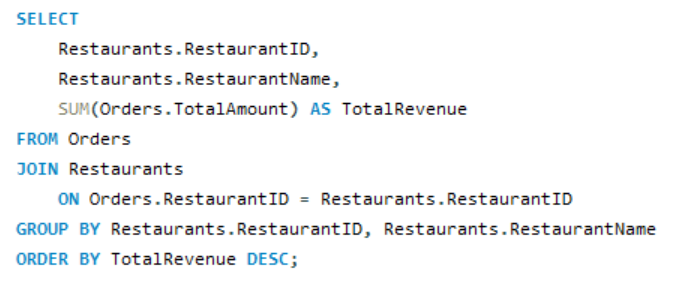 SELECT
    Restaurants.RestaurantID,
    Restaurants.RestaurantName,
    SUM(Orders.TotalAmount) AS TotalRevenue
FROM Orders
JOIN Restaurants
    ON Orders.RestaurantID = Restaurants.RestaurantID
GROUP BY Restaurants.RestaurantID, Restaurants.RestaurantName
ORDER BY TotalRevenue DESC;